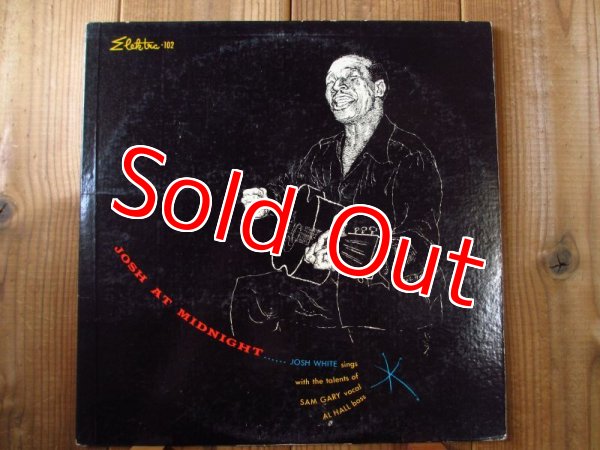 Elektra-102
Sold Out
JOSH AT MIDNIGHT......
JOSH WHITE sings
with the talents of
SAM GARY vocal
AL HALL bass